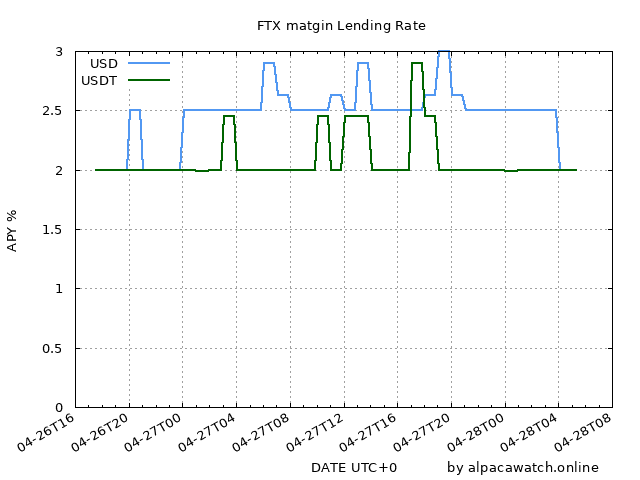 FTX matgin Lending Rate
USD
USDT
3
2.5
2
1.5
1
0.5
0
APY %
04-26T16
04-26T20
04-27T00
04-27T04
04-27T08
04-27T12
04-27T16
04-27T20
04-28T00
04-28T04
04-28T08
DATE UTC+0
by alpacawatch.online